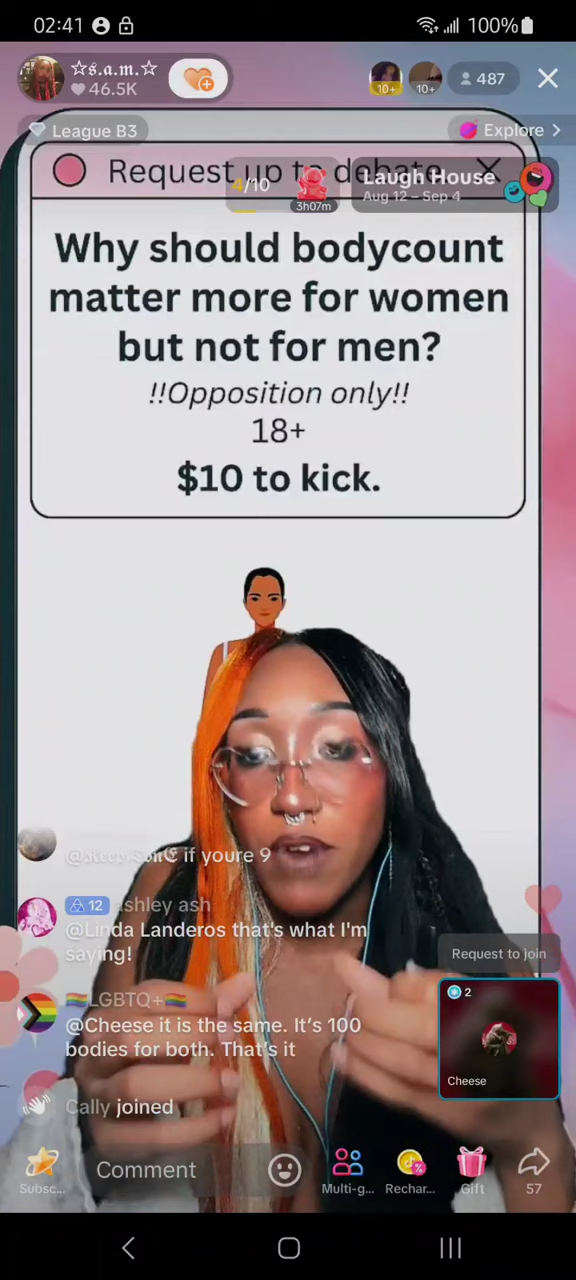 02:41
100%
☆𝔰.𝔞.𝔪.☆
46.5K
10+
10+
487
League B3
Explore >
Request up to debate
4/10
3h07m
Laugh House
Aug 12 – Sep 4
Why should bodycount
matter more for women
but not for men?
!!Opposition only!!
18+
$10 to kick.
if youre 9
12 ashley ash
@Linda Landeros that's what I'm
saying!
🏳️‍🌈LGBTQ+🏳️‍🌈
@Cheese it is the same. It's 100
bodies for both. That's it
Cally joined
Request to join
2
Cheese
Subsc...
Comment
Multi-g...
Rechar...
Gift
57